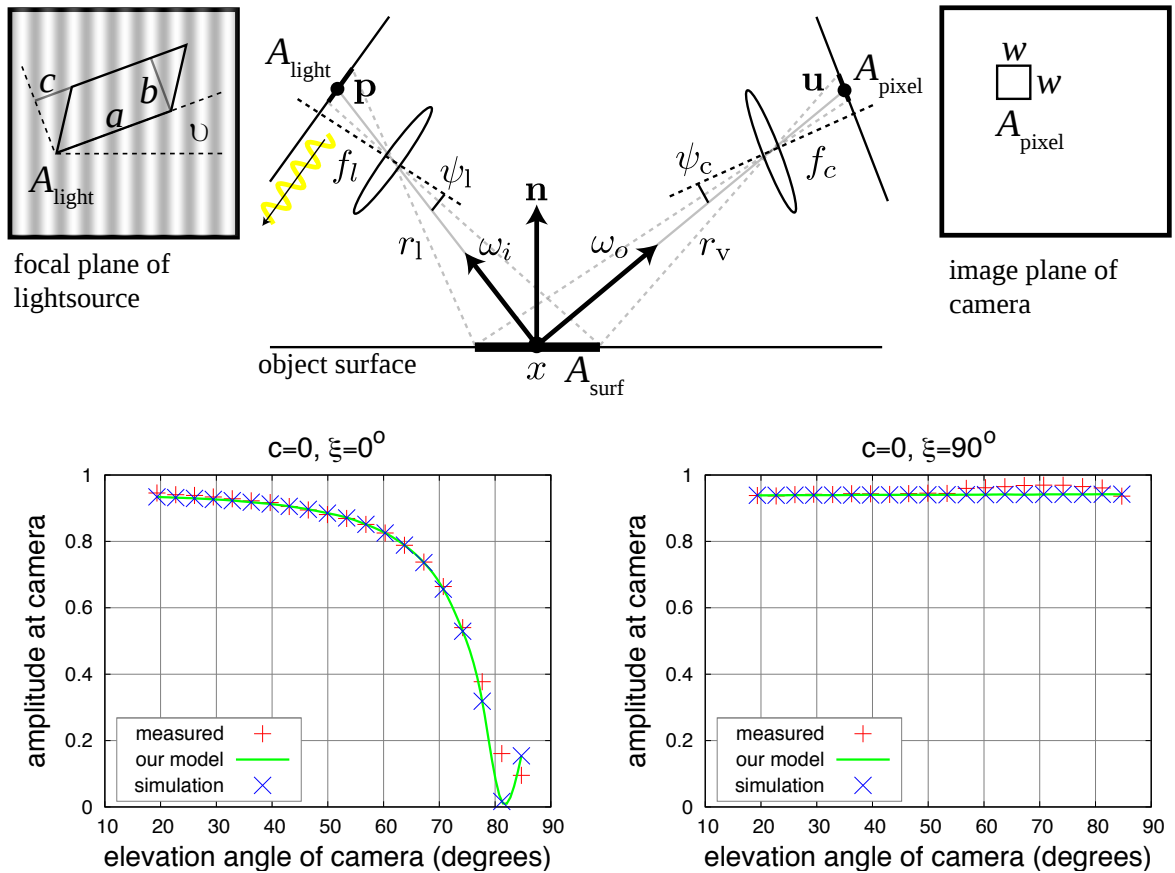 c
b
a
υ
A_light
focal plane of
lightsource
A_light
p
f_l
ψ_l
r_l
ω_i
n
ω_o
r_v
ψ_c
f_c
u
A_pixel
object surface
x
A_surf
w
w
A_pixel
image plane of
camera
c=0, ξ=0°
amplitude at camera
1
0.8
0.6
0.4
0.2
0
measured
our model
simulation
10 20 30 40 50 60 70 80 90
elevation angle of camera (degrees)
c=0, ξ=90°
amplitude at camera
1
0.8
0.6
0.4
0.2
0
measured
our model
simulation
10 20 30 40 50 60 70 80 90
elevation angle of camera (degrees)